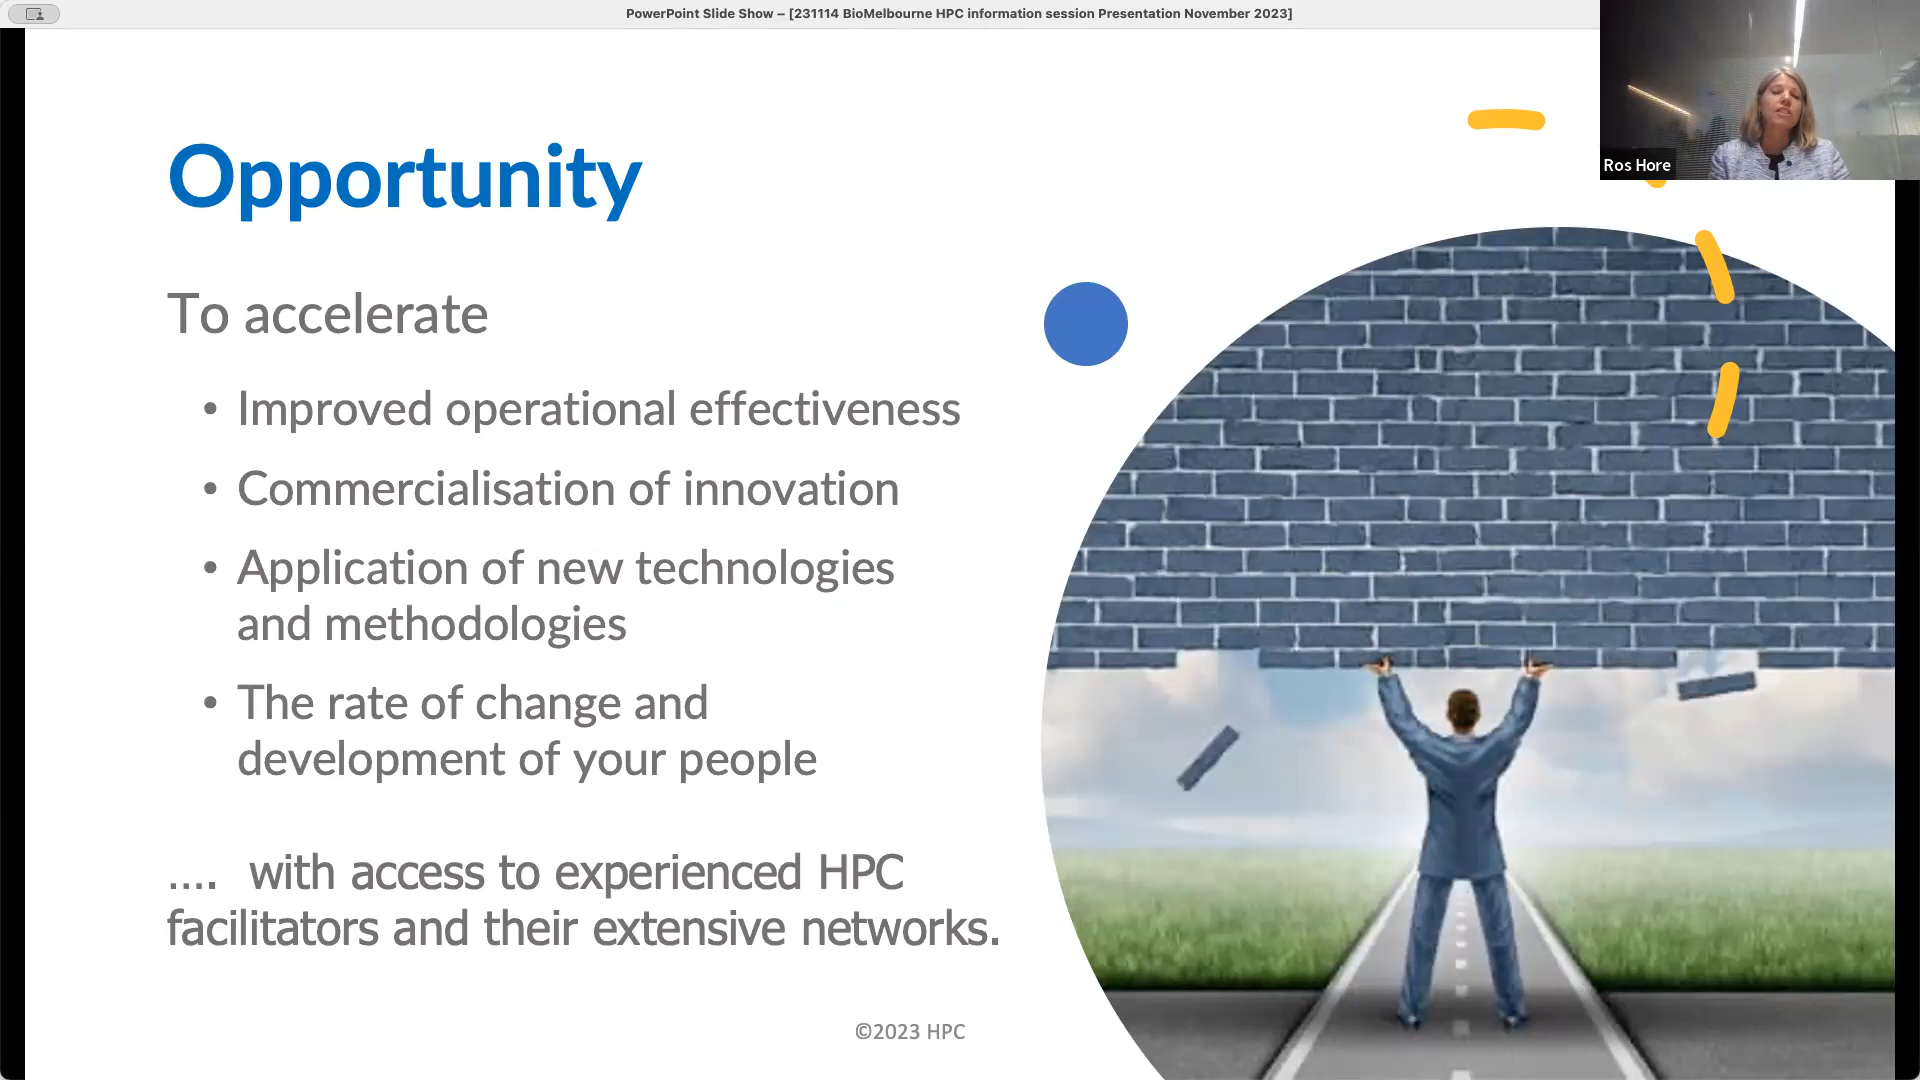 PowerPoint Slide Show – [231114 BioMelbourne HPC information session Presentation November 2023]
Ros Hore
Opportunity
To accelerate
• Improved operational effectiveness
• Commercialisation of innovation
• Application of new technologies
and methodologies
• The rate of change and
development of your people
.... with access to experienced HPC
facilitators and their extensive networks.
©2023 HPC